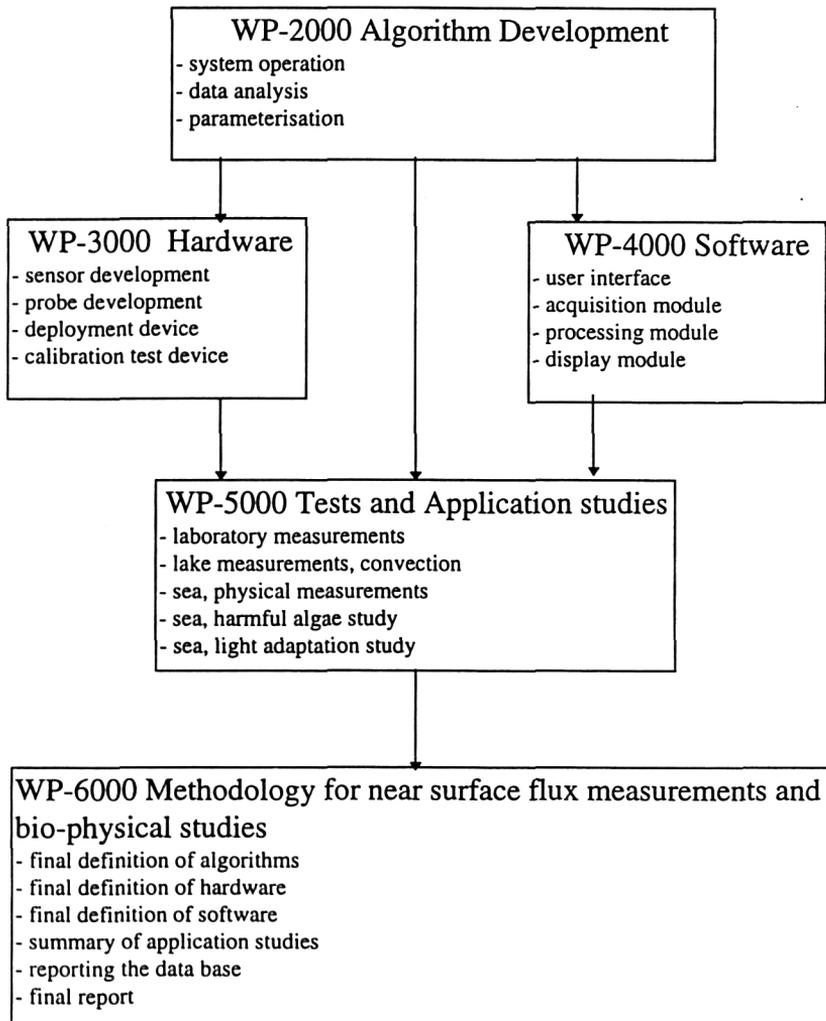 WP-2000 Algorithm Development
- system operation
- data analysis
- parameterisation
WP-3000 Hardware
- sensor development
- probe development
- deployment device
- calibration test device
WP-4000 Software
- user interface
- acquisition module
- processing module
- display module
WP-5000 Tests and Application studies
- laboratory measurements
- lake measurements, convection
- sea, physical measurements
- sea, harmful algae study
- sea, light adaptation study
WP-6000 Methodology for near surface flux measurements and
bio-physical studies
- final definition of algorithms
- final definition of hardware
- final definition of software
- summary of application studies
- reporting the data base
- final report